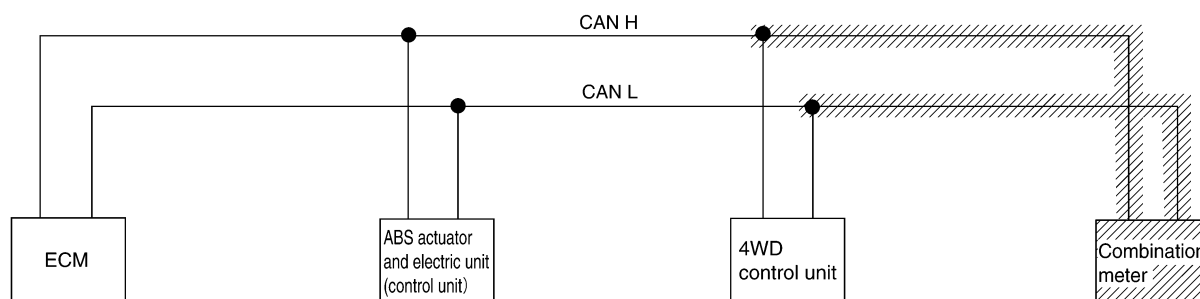 CAN H
CAN L
ECM
ABS actuator
and electric unit
(control unit)
4WD
control unit
Combination
meter